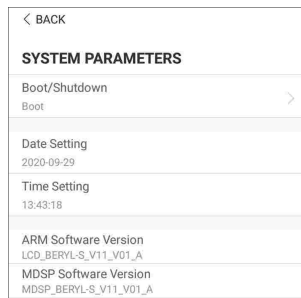 < BACK
SYSTEM PARAMETERS
Boot/Shutdown
Boot
Date Setting
2020-09-29
Time Setting
13:43:18
ARM Software Version
LCD_BERYL-S_V11_V01_A
MDSP Software Version
MDSP_BERYL-S_V11_V01_A